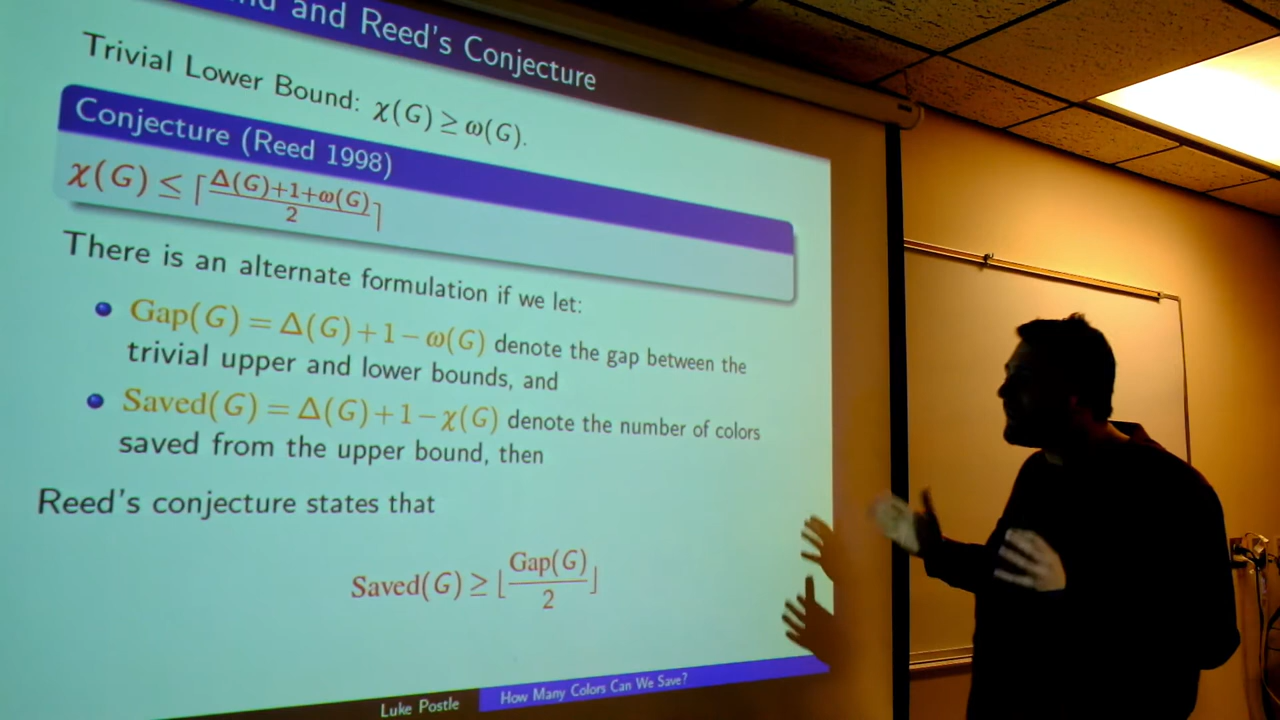 and Reed's Conjecture
Trivial Lower Bound: χ(G) ≥ ω(G).
Conjecture (Reed 1998)
χ(G) ≤ ⌈(Δ(G)+1+ω(G))/2⌉
There is an alternate formulation if we let:
Gap(G) = Δ(G)+1−ω(G) denote the gap between the
trivial upper and lower bounds, and
Saved(G) = Δ(G)+1−χ(G) denote the number of colors
saved from the upper bound, then
Reed's conjecture states that
Saved(G) ≥ ⌊Gap(G)/2⌋
Luke Postle How Many Colors Can We Save?